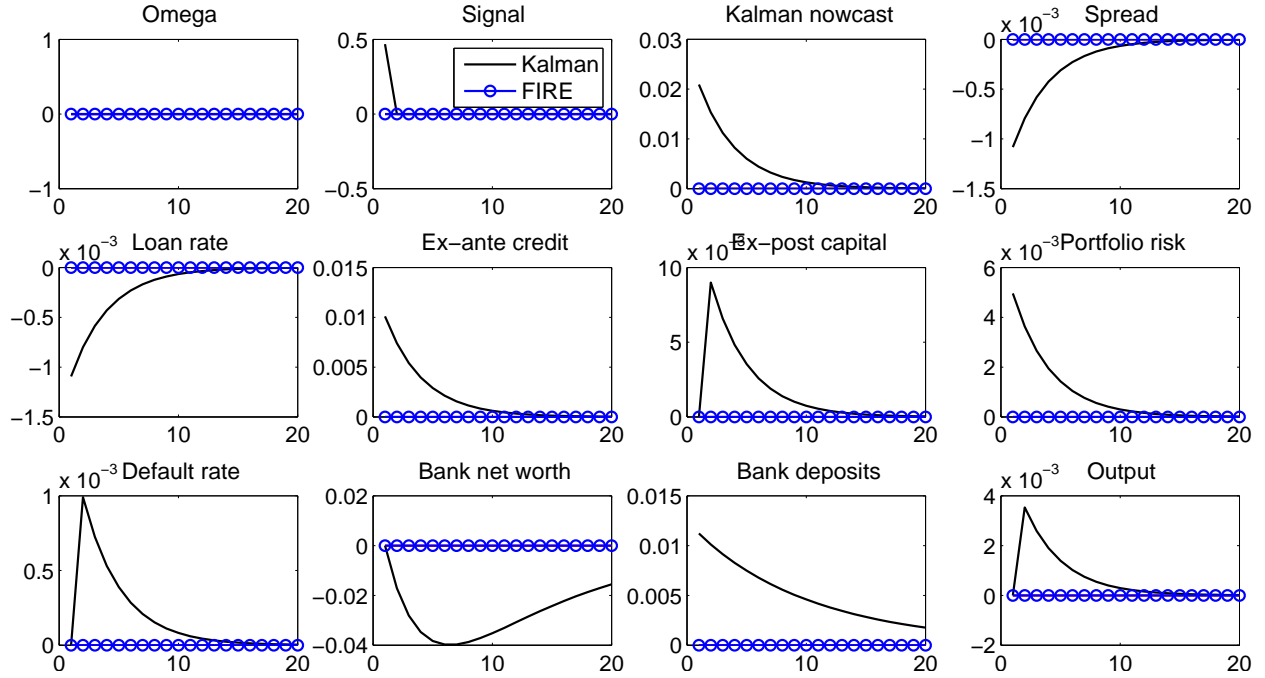 Omega
1
0
−1
0 10 20
Signal
0.5
0
−0.5
0 10 20
Kalman
FIRE
Kalman nowcast
0.03
0.02
0.01
0
0 10 20
x 10−3
Spread
0
−0.5
−1
−1.5
0 10 20
x 10−3
Loan rate
0
−0.5
−1
−1.5
0 10 20
Ex−ante credit
0.015
0.01
0.005
0
0 10 20
x 10−3
Ex−post capital
10
5
0
0 10 20
x 10−3
Portfolio risk
6
4
2
0
0 10 20
x 10−3
Default rate
1
0.5
0
0 10 20
Bank net worth
0.02
0
−0.02
−0.04
0 10 20
Bank deposits
0.015
0.01
0.005
0
0 10 20
x 10−3
Output
4
2
0
−2
0 10 20